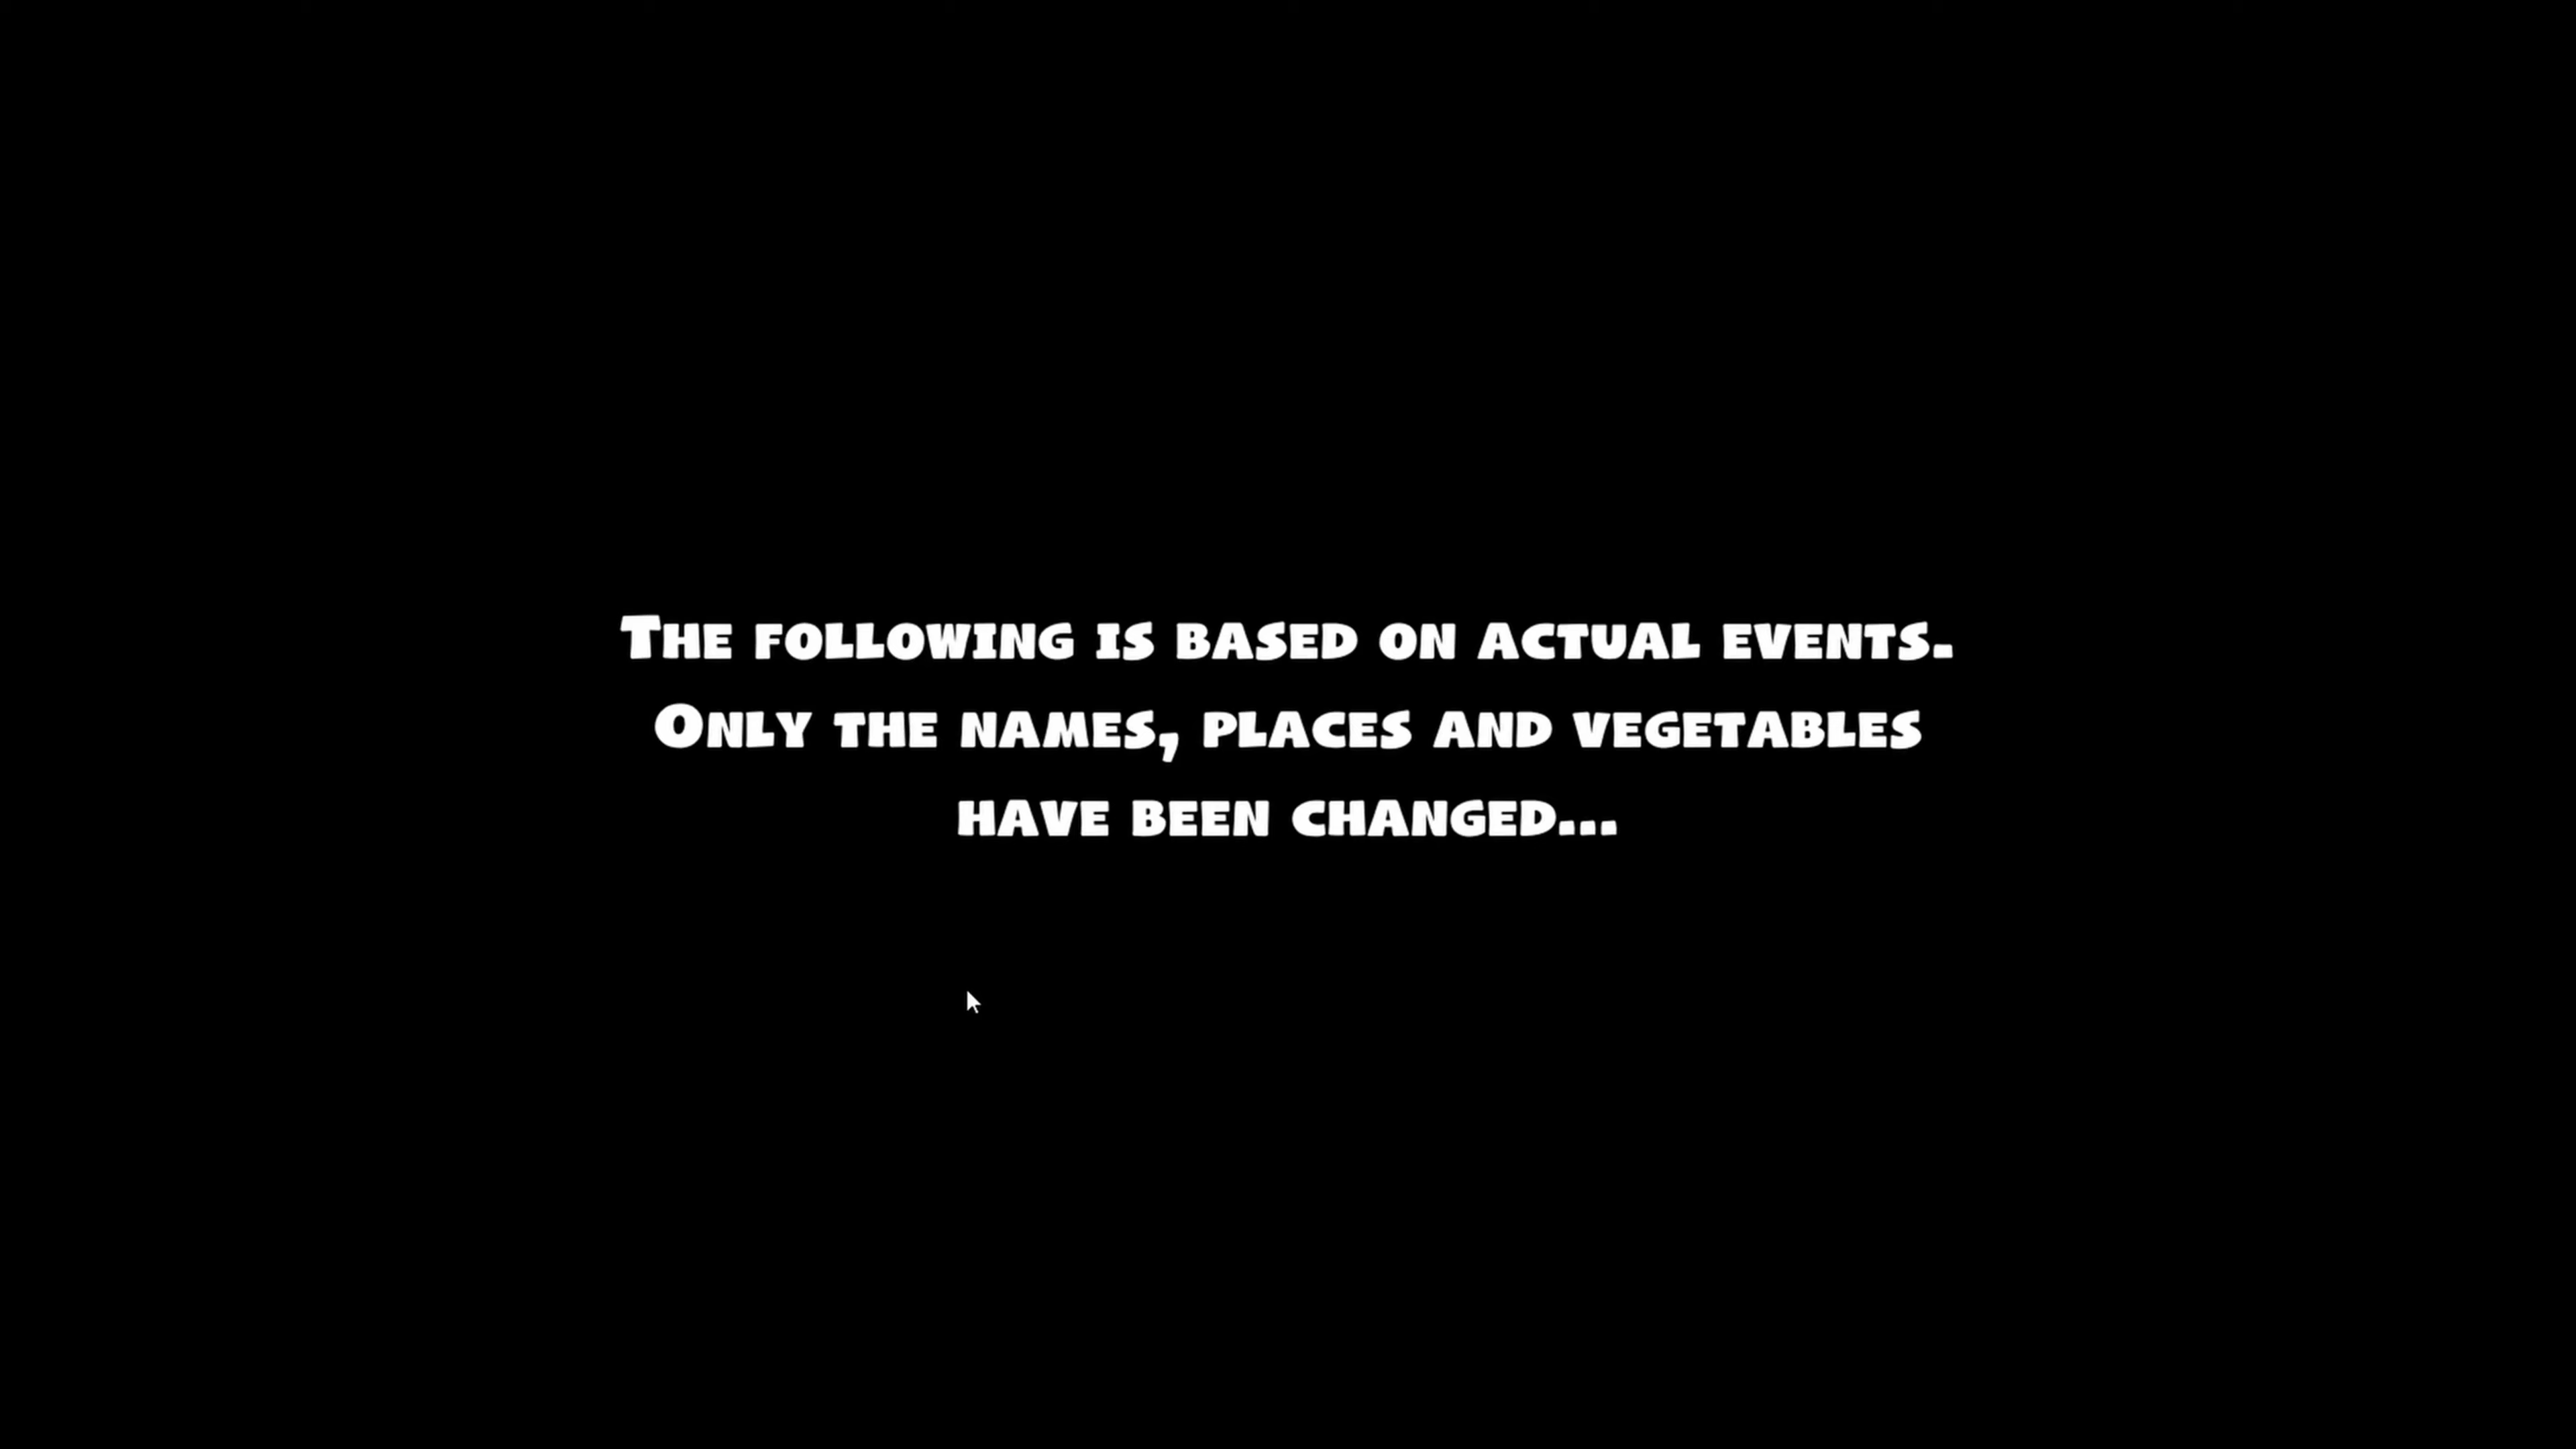 The following is based on actual events.
Only the names, places and vegetables
have been changed...